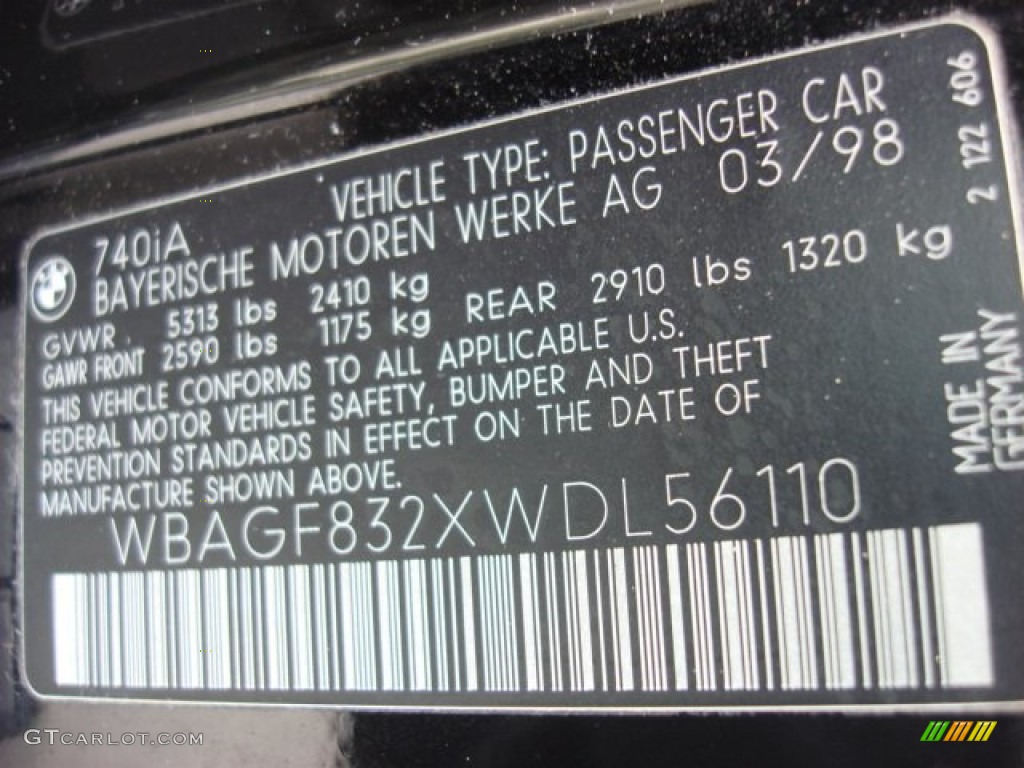 VEHICLE TYPE: PASSENGER CAR
740iA
BAYERISCHE MOTOREN WERKE AG 03/98
GVWR. 5313 lbs 2410 kg
GAWR FRONT 2590 lbs 1175 kg REAR 2910 lbs 1320 kg
THIS VEHICLE CONFORMS TO ALL APPLICABLE U.S.
FEDERAL MOTOR VEHICLE SAFETY, BUMPER AND THEFT
PREVENTION STANDARDS IN EFFECT ON THE DATE OF
MANUFACTURE SHOWN ABOVE.
WBAGF832XWDL56110
2 122 606
MADE IN
GERMANY
GTCARLOT.COM